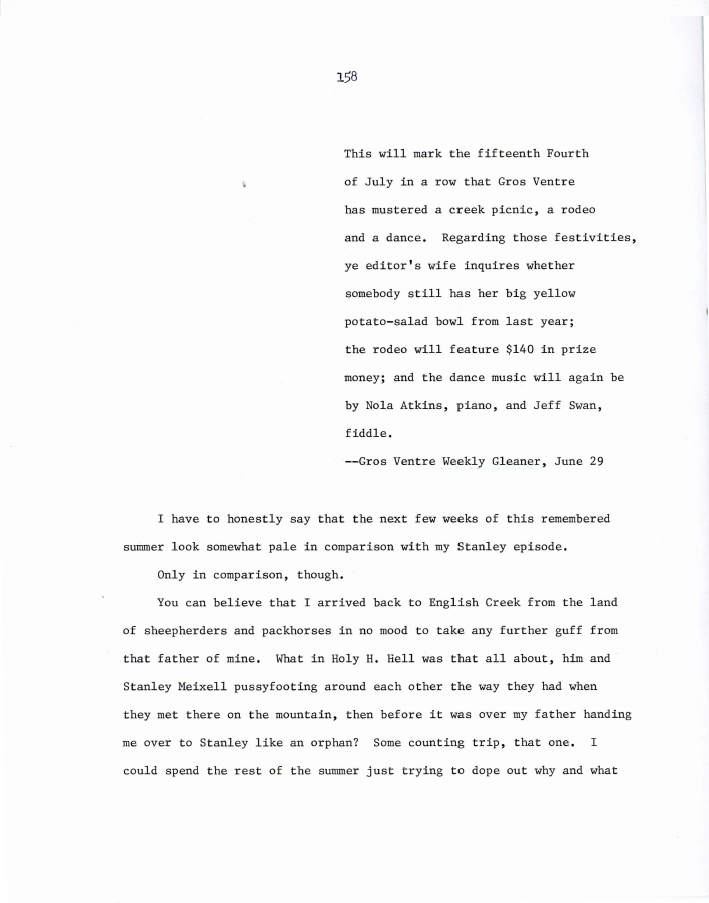 158
This will mark the fifteenth Fourth
of July in a row that Gros Ventre
has mustered a creek picnic, a rodeo
and a dance. Regarding those festivities,
ye editor's wife inquires whether
somebody still has her big yellow
potato-salad bowl from last year;
the rodeo will feature $140 in prize
money; and the dance music will again be
by Nola Atkins, piano, and Jeff Swan,
fiddle.
--Gros Ventre Weekly Gleaner, June 29
I have to honestly say that the next few weeks of this remembered
summer look somewhat pale in comparison with my Stanley episode.
Only in comparison, though.
You can believe that I arrived back to English Creek from the land
of sheepherders and packhorses in no mood to take any further guff from
that father of mine. What in Holy H. Hell was that all about, him and
Stanley Meixell pussyfooting around each other the way they had when
they met there on the mountain, then before it was over my father handing
me over to Stanley like an orphan? Some counting trip, that one. I
could spend the rest of the summer just trying to dope out why and what